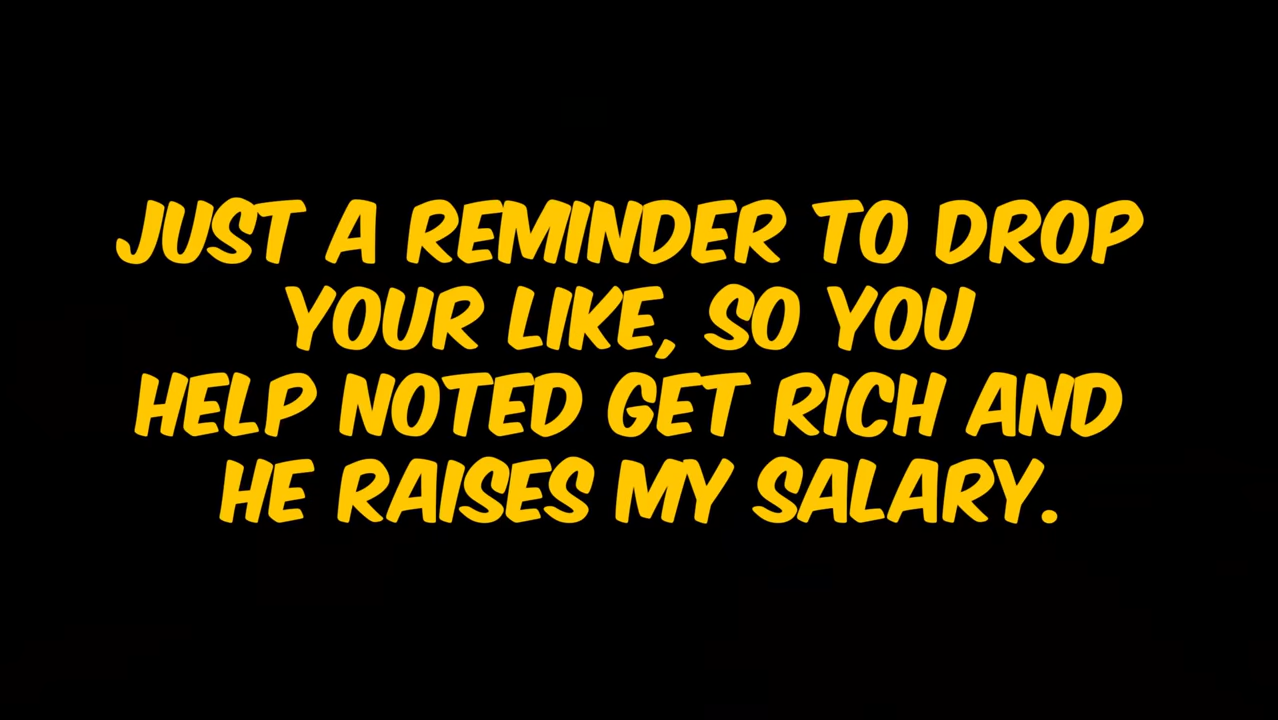 JUST A REMINDER TO DROP
YOUR LIKE, SO YOU
HELP NOTED GET RICH AND
HE RAISES MY SALARY.